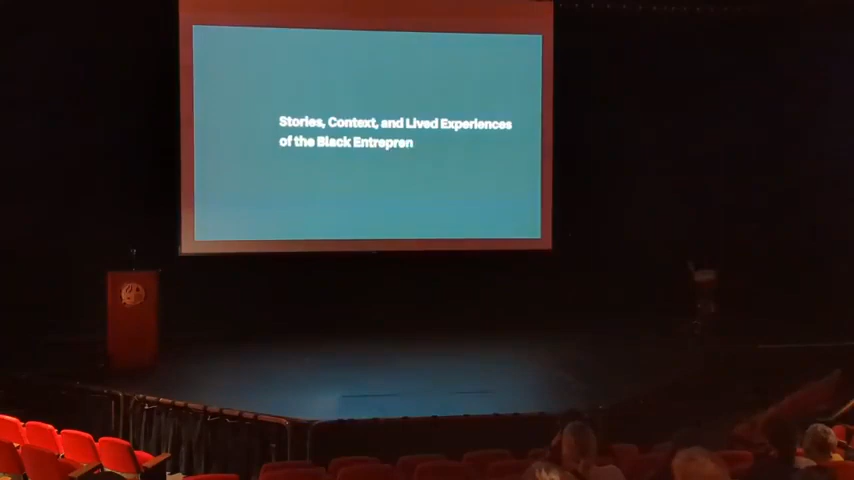 Stories, Context, and Lived Experiences
of the Black Entrepren